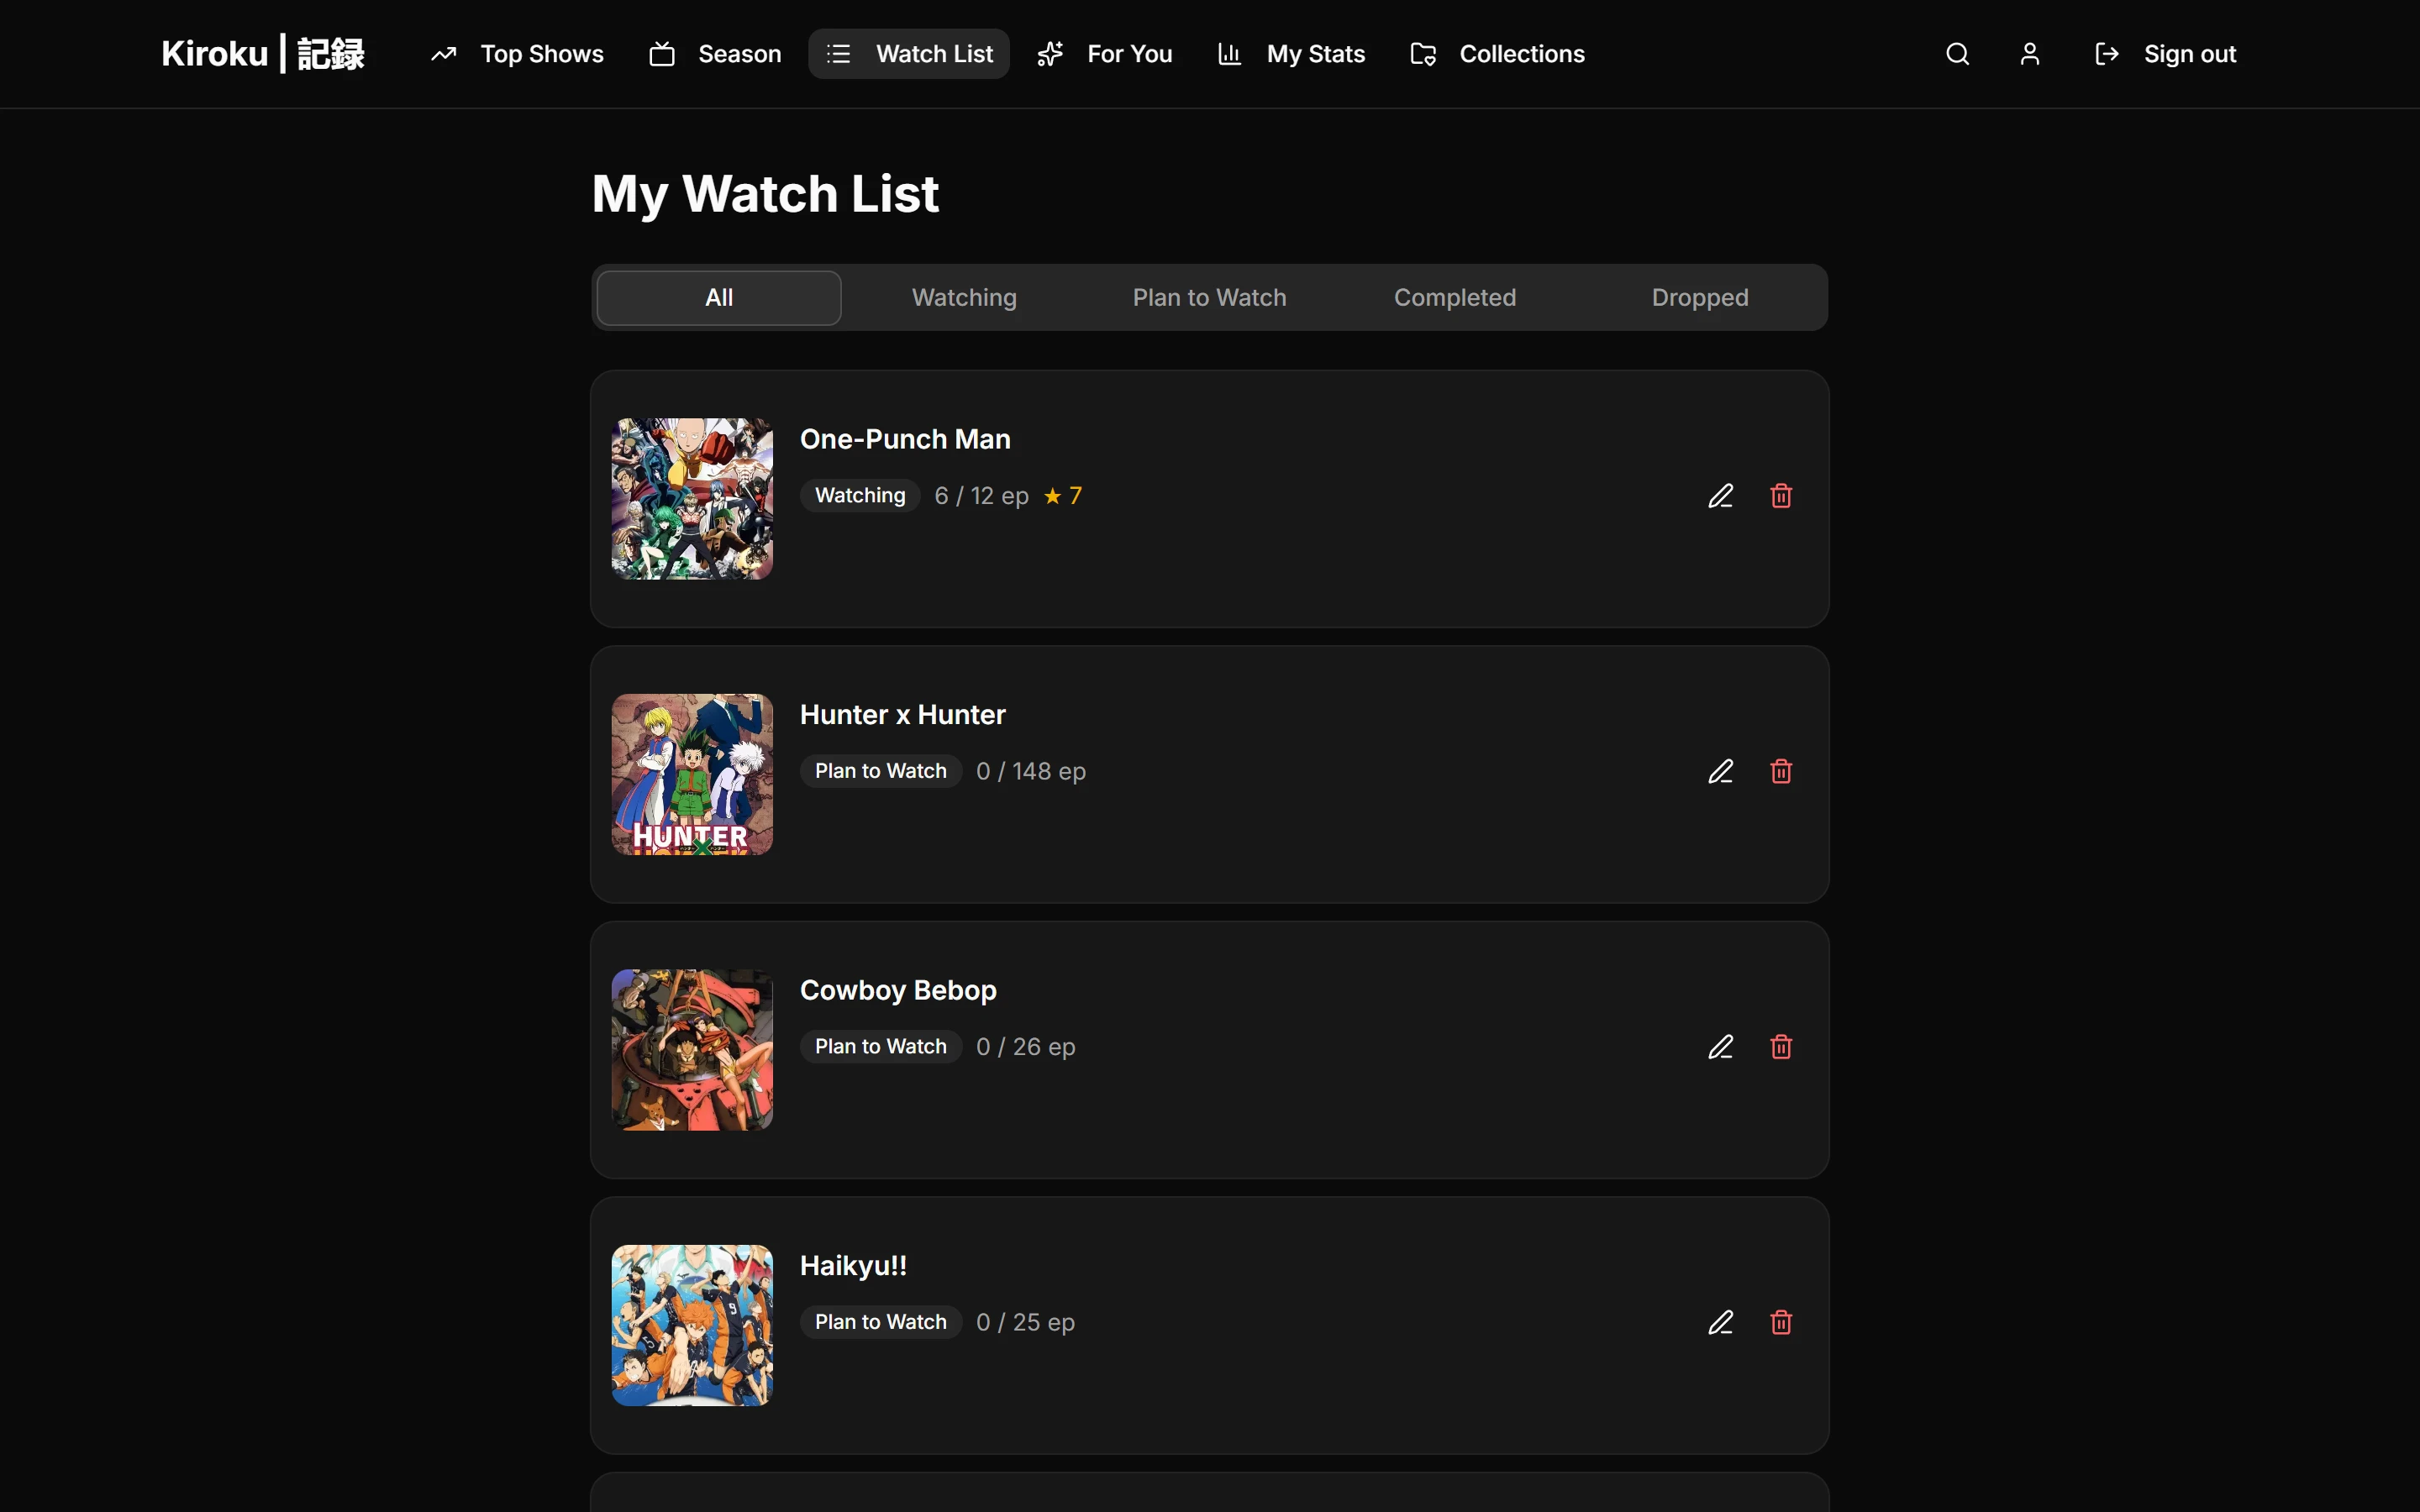 Kiroku | 記録
Top Shows
Season
Watch List
For You
My Stats
Collections
Sign out
My Watch List
All
Watching
Plan to Watch
Completed
Dropped
One-Punch Man
Watching 6 / 12 ep ★ 7
Hunter x Hunter
Plan to Watch 0 / 148 ep
HUNTER
Cowboy Bebop
Plan to Watch 0 / 26 ep
Haikyu!!
Plan to Watch 0 / 25 ep